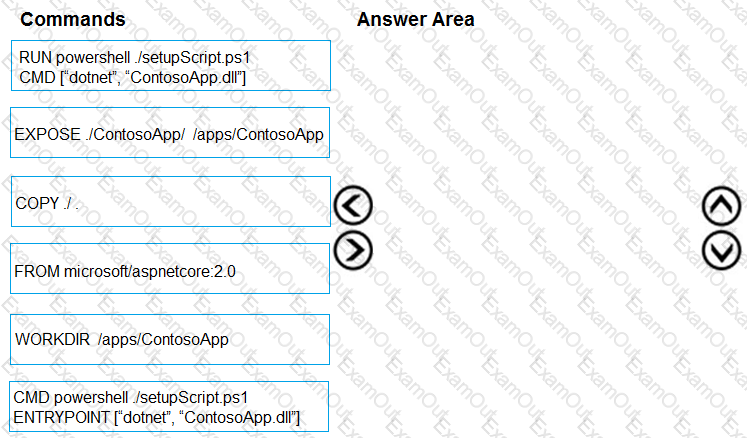 Commands
Answer Area
RUN powershell ./setupScript.ps1
CMD [“dotnet”, “ContosoApp.dll”]
EXPOSE ./ContosoApp/ /apps/ContosoApp
COPY ./ .
FROM microsoft/aspnetcore:2.0
WORKDIR /apps/ContosoApp
CMD powershell ./setupScript.ps1
ENTRYPOINT [“dotnet”, “ContosoApp.dll”]